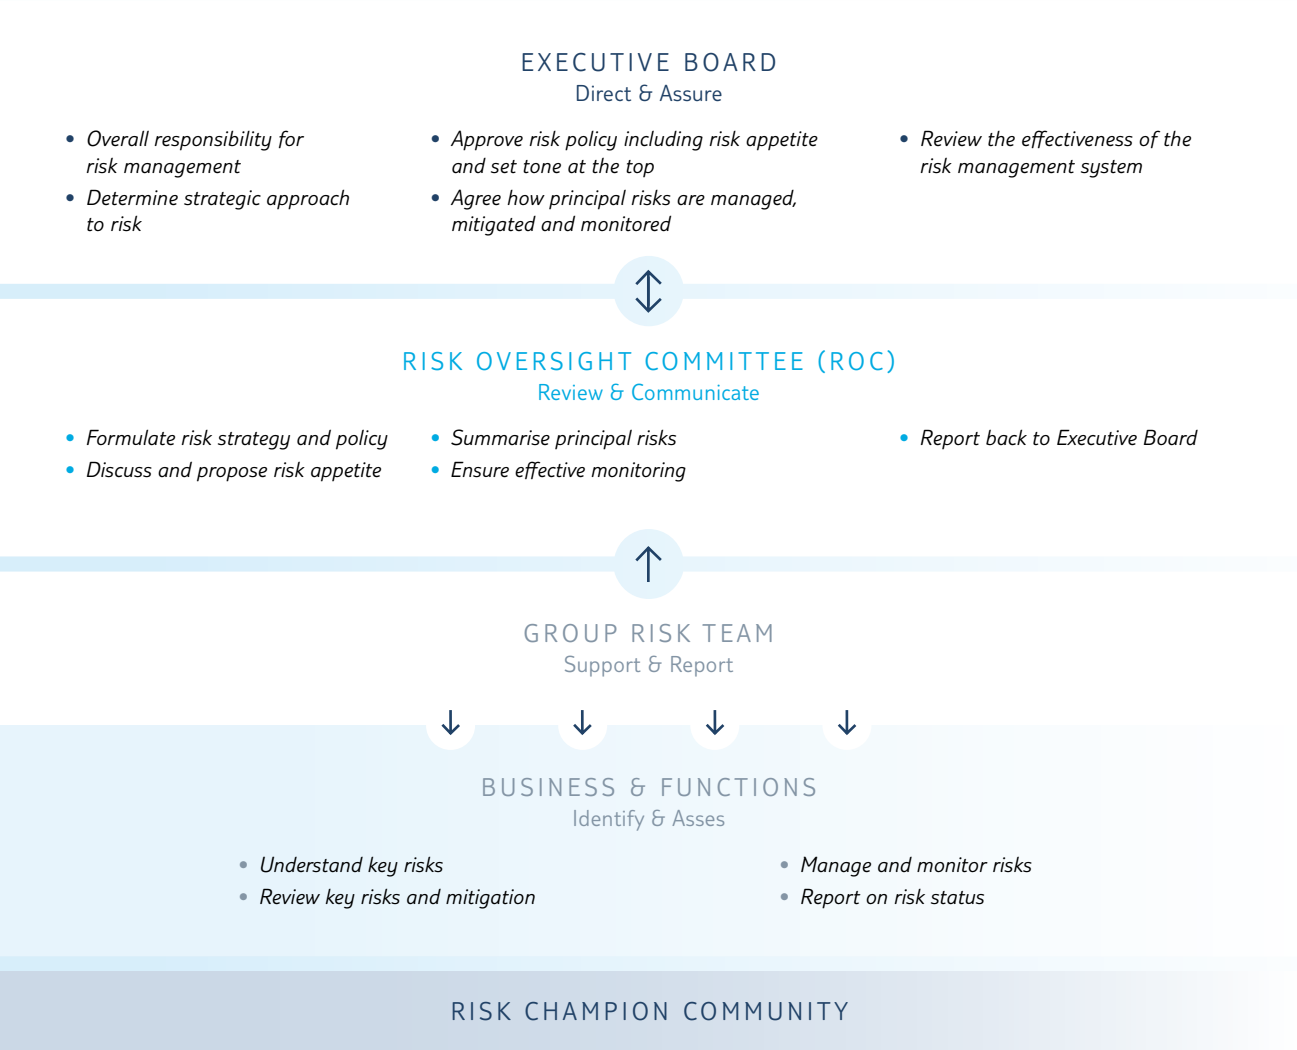 EXECUTIVE BOARD
Direct & Assure
• Overall responsibility for
risk management
• Determine strategic approach
to risk
• Approve risk policy including risk appetite
and set tone at the top
• Agree how principal risks are managed,
mitigated and monitored
• Review the effectiveness of the
risk management system
RISK OVERSIGHT COMMITTEE (ROC)
Review & Communicate
• Formulate risk strategy and policy
• Discuss and propose risk appetite
• Summarise principal risks
• Ensure effective monitoring
• Report back to Executive Board
GROUP RISK TEAM
Support & Report
BUSINESS & FUNCTIONS
Identify & Asses
• Understand key risks
• Review key risks and mitigation
• Manage and monitor risks
• Report on risk status
RISK CHAMPION COMMUNITY